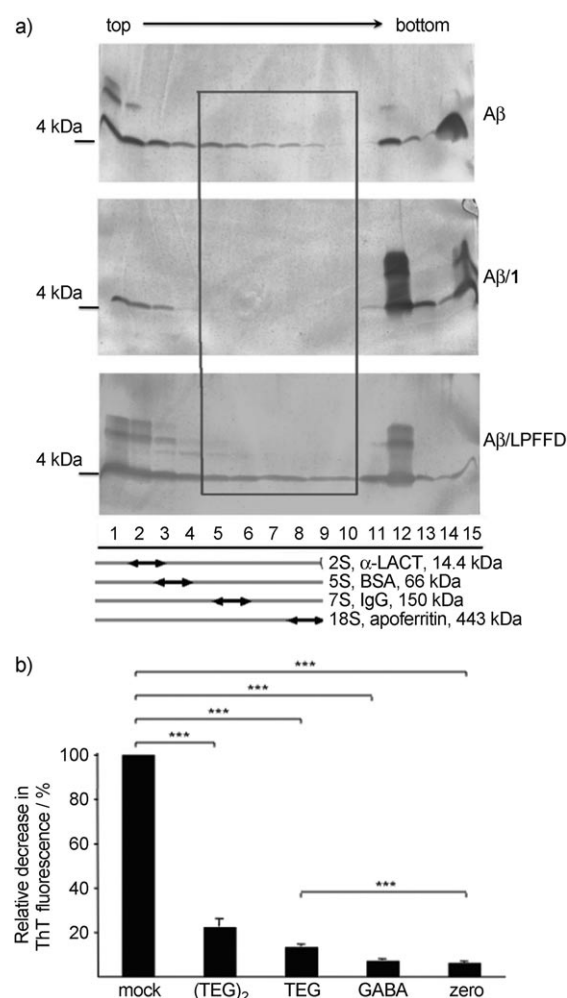 a)
top bottom
4 kDa Aβ
4 kDa Aβ/1
4 kDa Aβ/LPFFD
1 2 3 4 5 6 7 8 9 10 11 12 13 14 15
2S, α-LACT, 14.4 kDa
5S, BSA, 66 kDa
7S, IgG, 150 kDa
18S, apoferritin, 443 kDa
b)
***
***
***
***
***
Relative decrease in
ThT fluorescence / %
100
80
60
40
20
mock (TEG)₂ TEG GABA zero